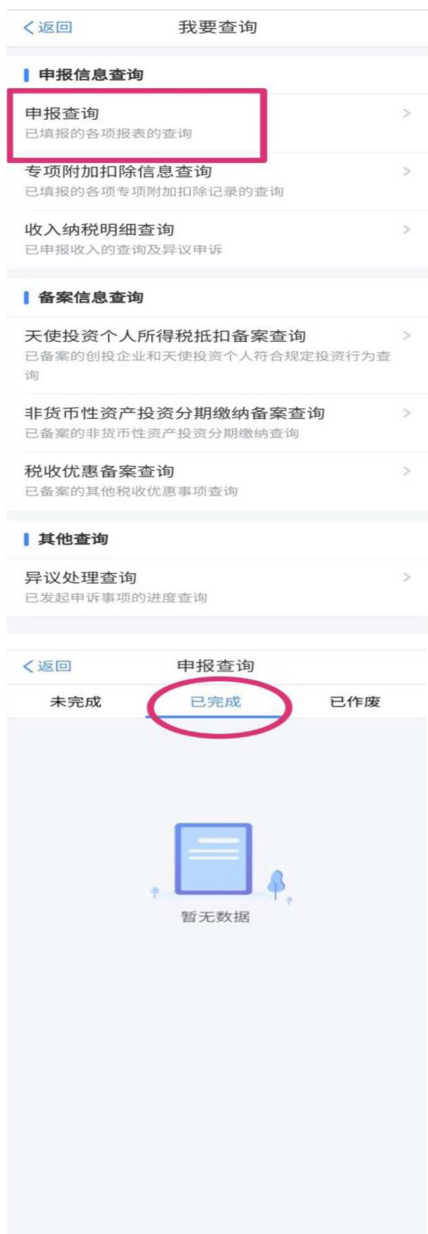 返回
我要查询
申报信息查询
申报查询
已填报的各项报表的查询
专项附加扣除信息查询
已填报的各项专项附加扣除记录的查询
收入纳税明细查询
已申报收入的查询及异议申诉
备案信息查询
天使投资个人所得税抵扣备案查询
已备案的创投企业和天使投资个人符合规定投资行为查
询
非货币性资产投资分期缴纳备案查询
已备案的非货币性资产投资分期缴纳查询
税收优惠备案查询
已备案的其他税收优惠事项查询
其他查询
异议处理查询
已发起申诉事项的进度查询
返回
申报查询
未完成
已完成
已作废
暂无数据